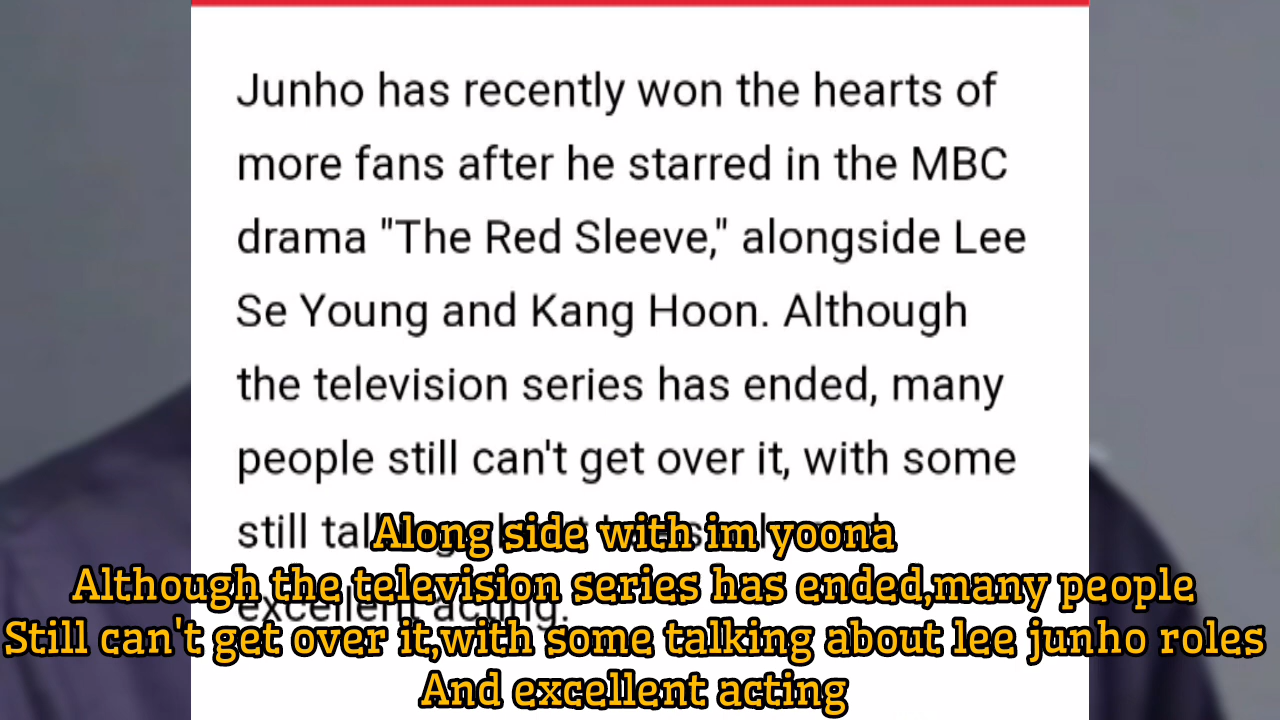 Junho has recently won the hearts of
more fans after he starred in the MBC
drama "The Red Sleeve," alongside Lee
Se Young and Kang Hoon. Although
the television series has ended, many
people still can't get over it, with some
still
excellent acting.
Along side with im yoona
Although the television series has ended,many people
Still can't get over it,with some talking about lee junho roles
And excellent acting